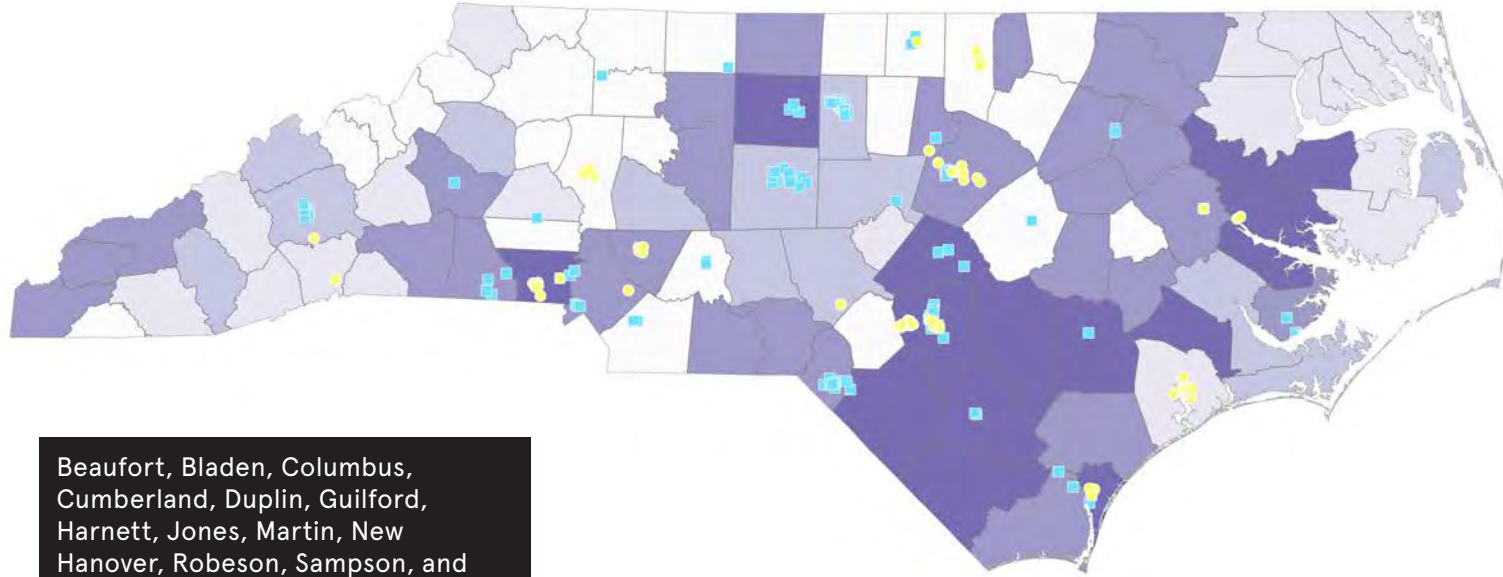 Beaufort, Bladen, Columbus,
Cumberland, Duplin, Guilford,
Harnett, Jones, Martin, New
Hanover, Robeson, Sampson, and